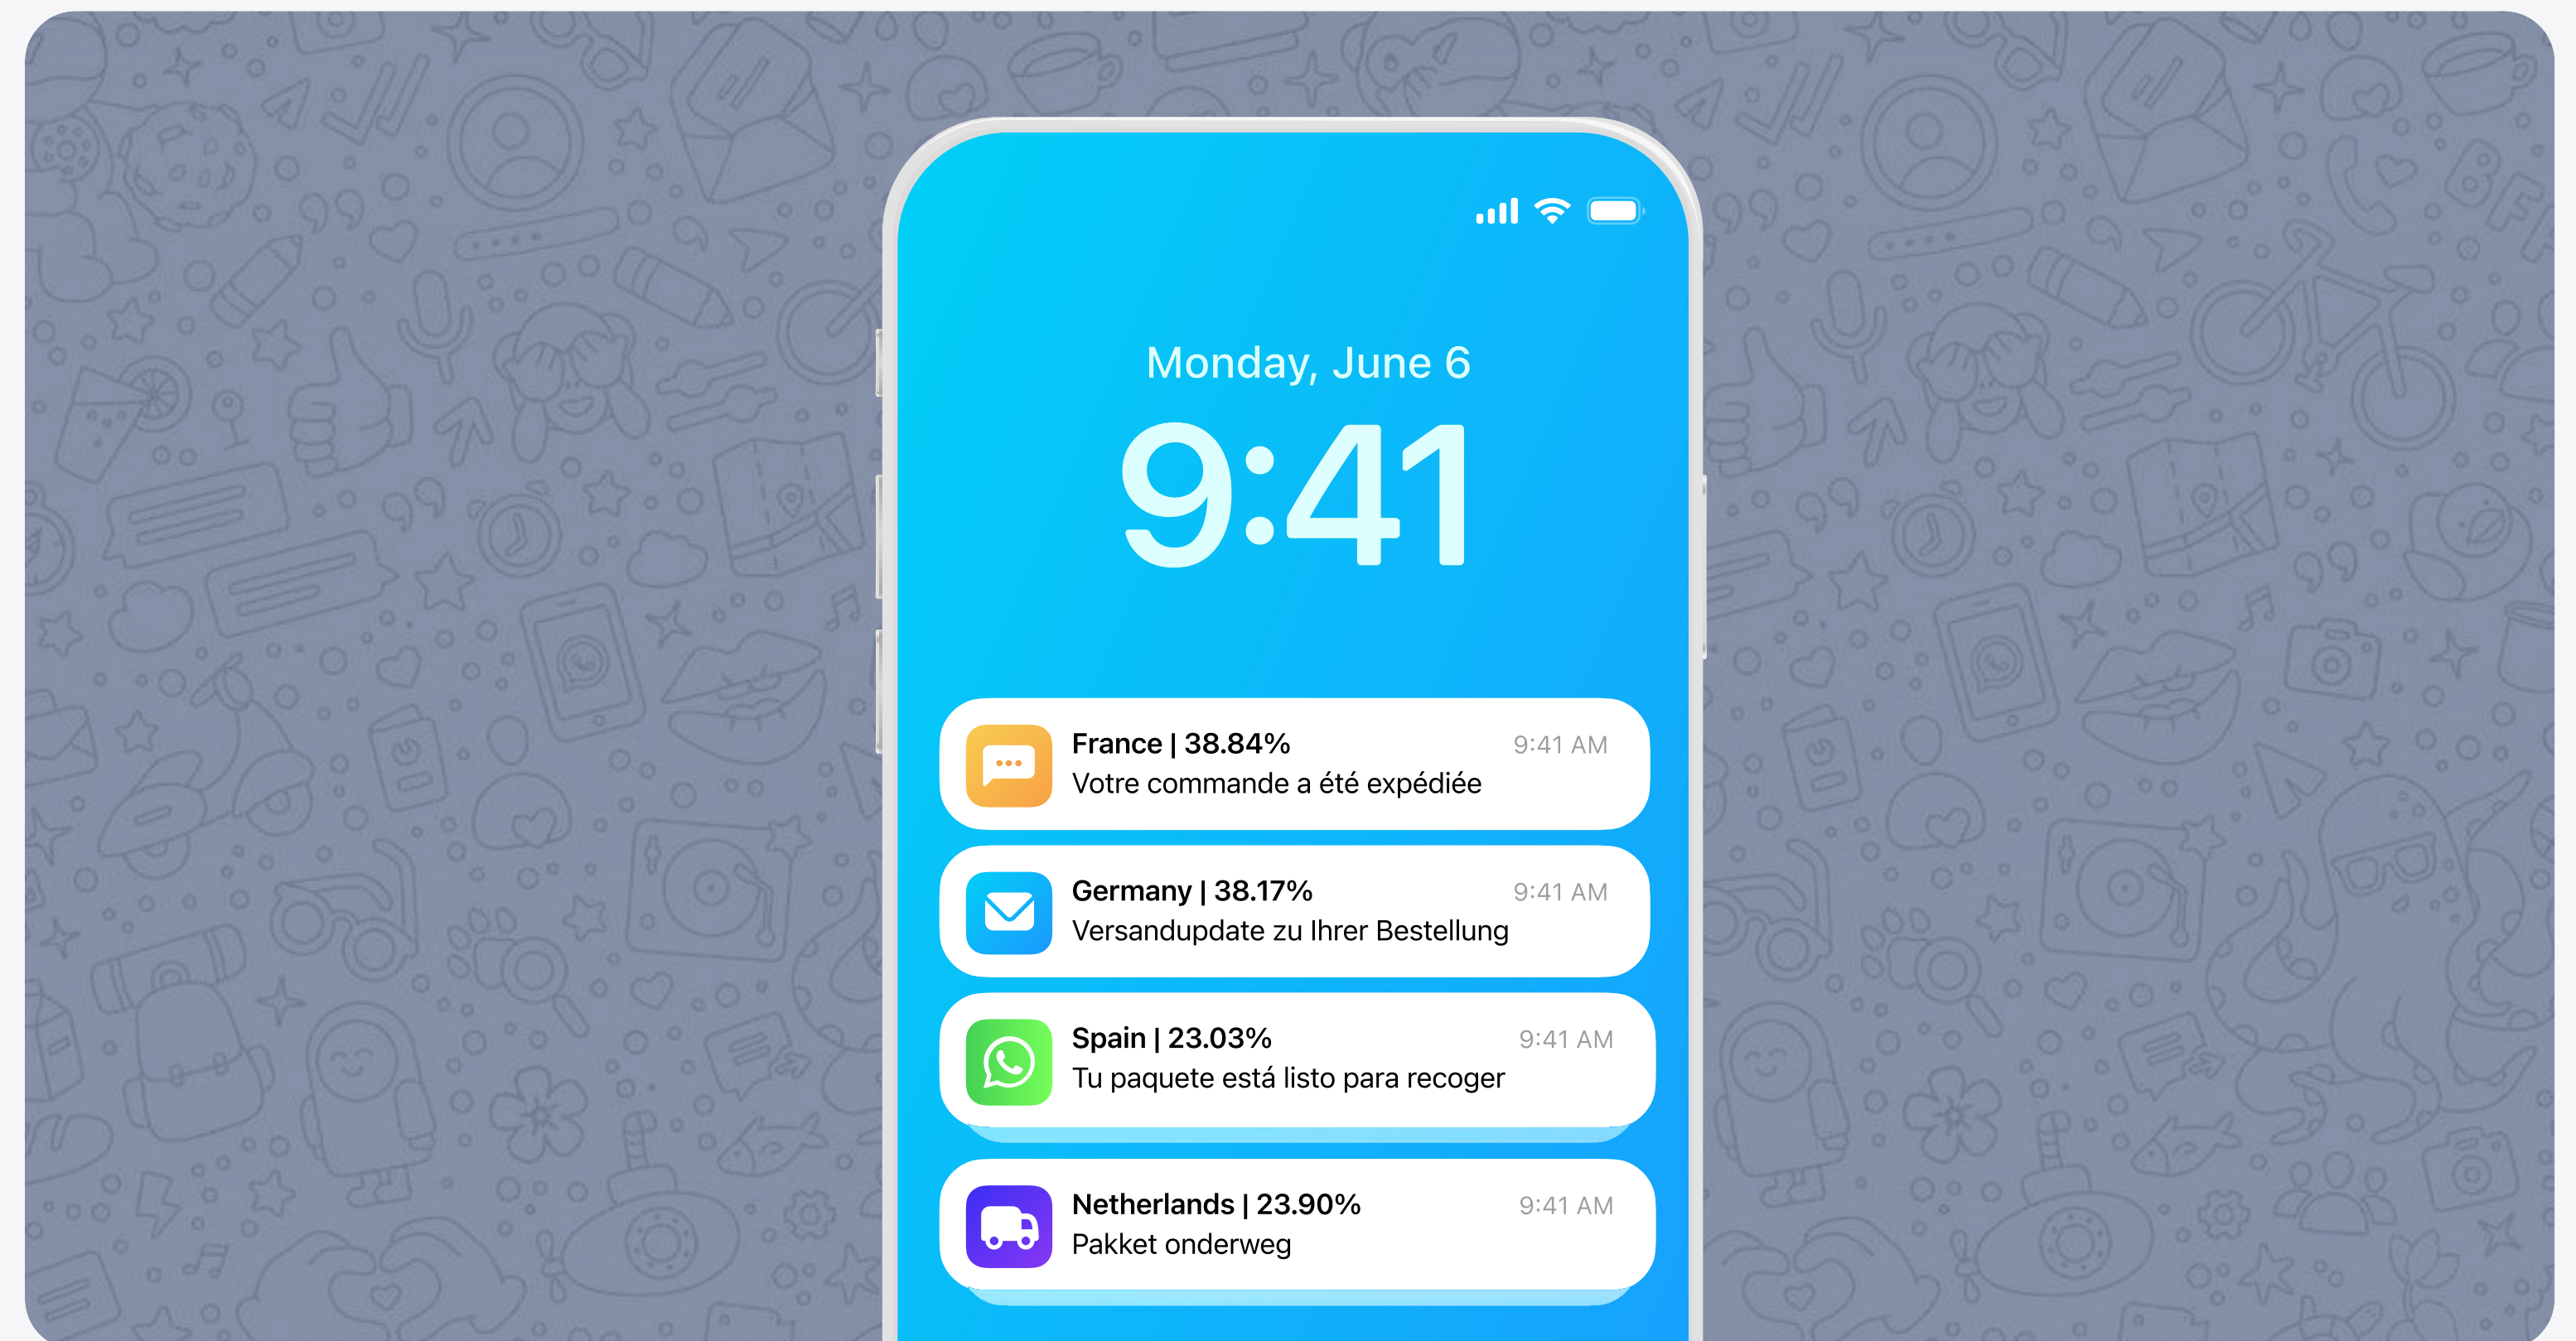 Monday, June 6
9:41
France | 38.84%
9:41 AM
Votre commande a été expédiée
Germany | 38.17%
9:41 AM
Versandupdate zu Ihrer Bestellung
Spain | 23.03%
9:41 AM
Tu paquete está listo para recoger
Netherlands | 23.90%
9:41 AM
Pakket onderweg